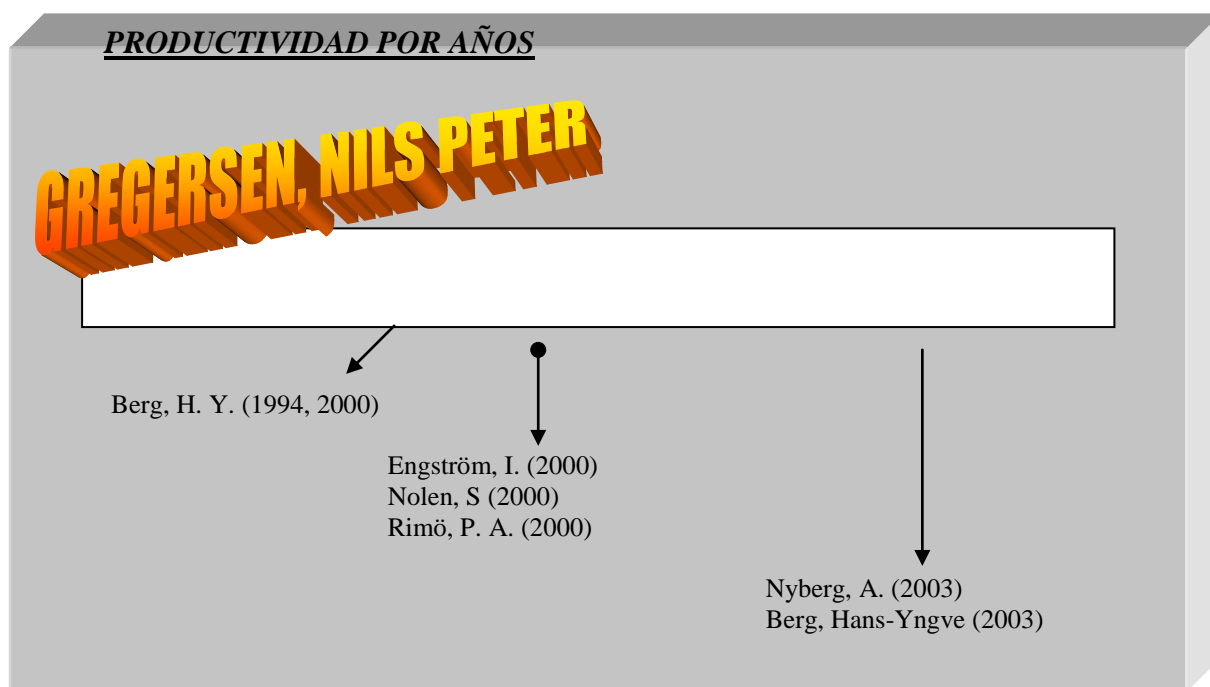 PRODUCTIVIDAD POR AÑOS
GREGERSEN, NILS PETER
Berg, H. Y. (1994, 2000)
Engström, I. (2000)
Nolen, S (2000)
Rimö, P. A. (2000)
Nyberg, A. (2003)
Berg, Hans-Yngve (2003)